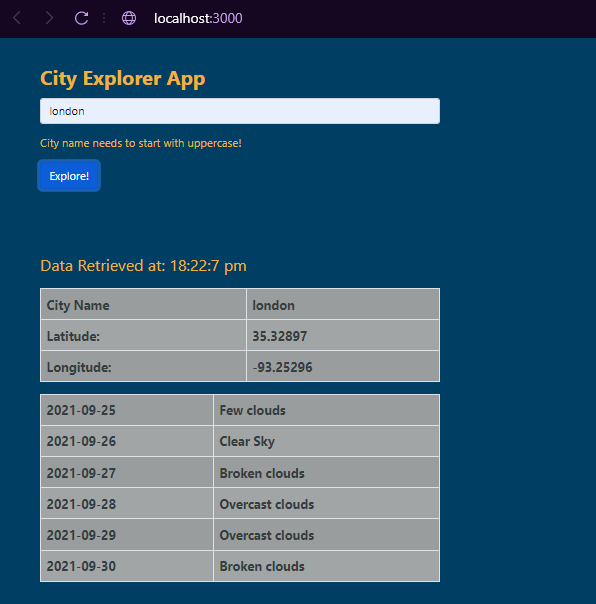 localhost:3000
City Explorer App
london
City name needs to start with uppercase!
Explore!
Data Retrieved at: 18:22:7 pm
City Name london
Latitude: 35.32897
Longitude: -93.25296
2021-09-25 Few clouds
2021-09-26 Clear Sky
2021-09-27 Broken clouds
2021-09-28 Overcast clouds
2021-09-29 Overcast clouds
2021-09-30 Broken clouds